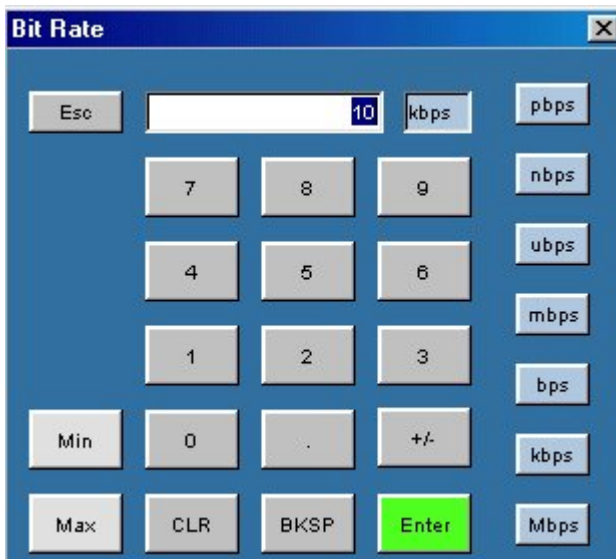 Bit Rate
Esc 10 kbps pbps
7 8 9 nbps
ubps
4 5 6
mbps
1 2 3
bps
Min 0 . +/-
kbps
Max CLR BKSP Enter Mbps